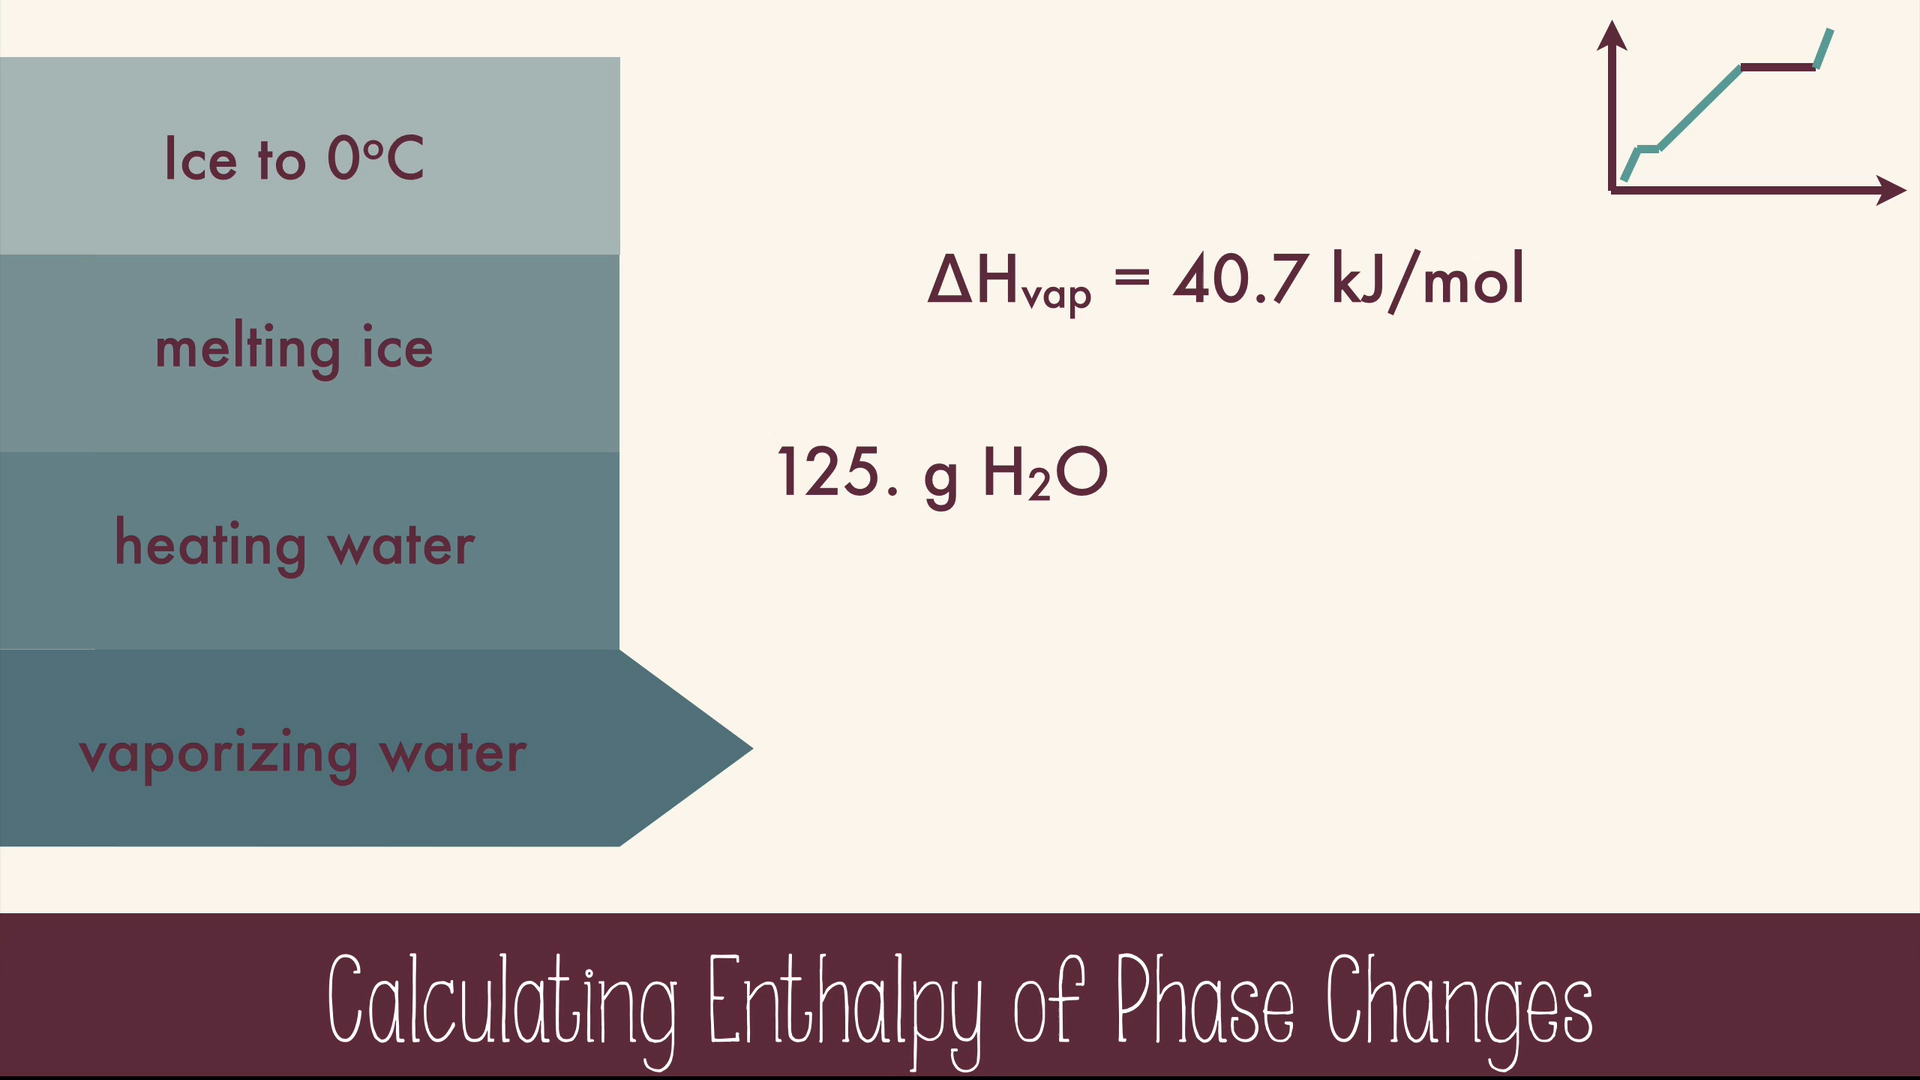 Ice to 0°C
melting ice
heating water
vaporizing water
ΔHvap = 40.7 kJ/mol
125. g H₂O
Calculating Enthalpy of Phase Changes